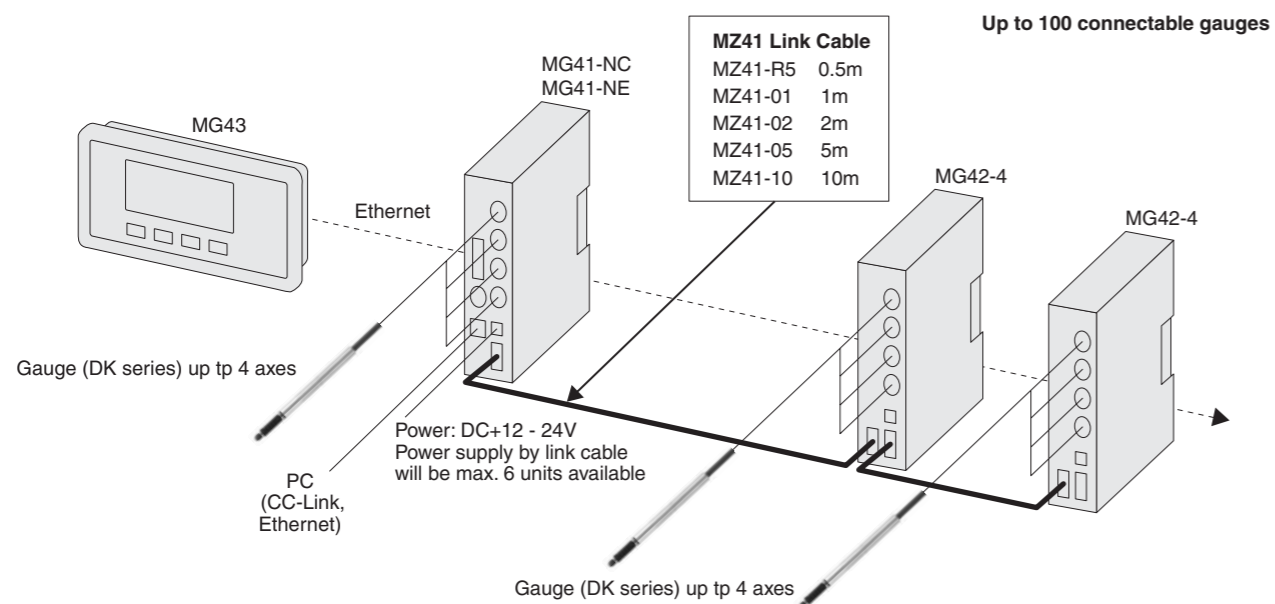 Up to 100 connectable gauges
MZ41 Link Cable
MZ41-R5 0.5m
MZ41-01 1m
MZ41-02 2m
MZ41-05 5m
MZ41-10 10m
MG41-NC
MG41-NE
MG43
Ethernet
MG42-4
MG42-4
Gauge (DK series) up tp 4 axes
Power: DC+12 - 24V
Power supply by link cable
will be max. 6 units available
PC
(CC-Link,
Ethernet)
Gauge (DK series) up tp 4 axes